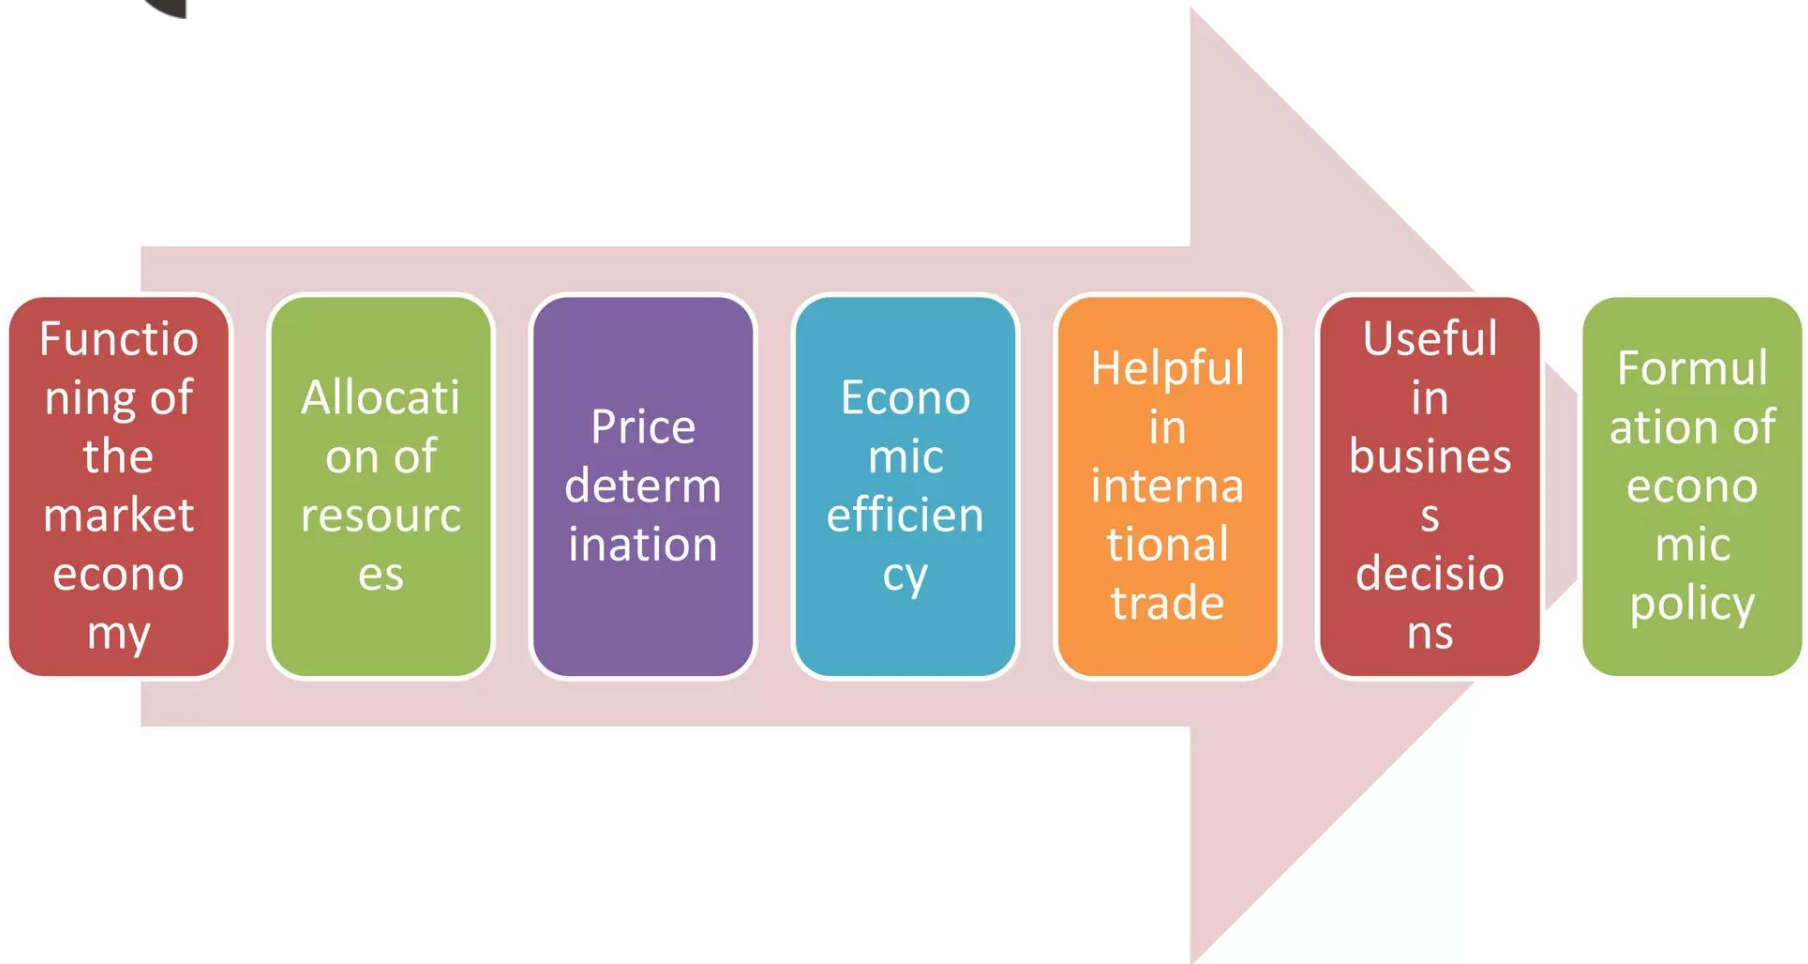 Functio
ning of
the
market
econo
my
Allocati
on of
resourc
es
Price
determ
ination
Econo
mic
efficien
cy
Helpful
in
interna
tional
trade
Useful
in
busines
s
decisio
ns
Formul
ation of
econo
mic
policy